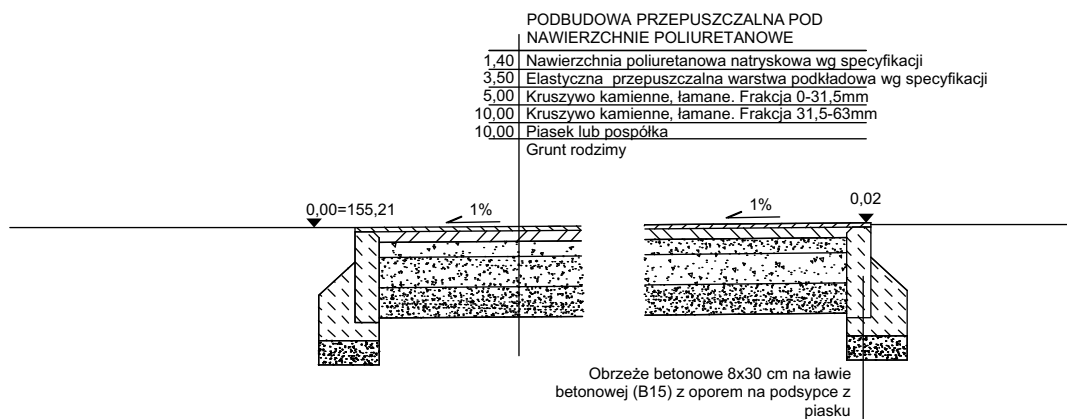 PODBUDOWA PRZEPUSZCZALNA POD
NAWIERZCHNIE POLIURETANOWE
1,40 Nawierzchnia poliuretanowa natryskowa wg specyfikacji
3,50 Elastyczna przepuszczalna warstwa podkładowa wg specyfikacji
5,00 Kruszywo kamienne, łamane. Frakcja 0-31,5mm
10,00 Kruszywo kamienne, łamane. Frakcja 31,5-63mm
10,00 Piasek lub pospółka
Grunt rodzimy
0,00=155,21
1%
1%
0,02
Obrzeże betonowe 8x30 cm na ławie
betonowej (B15) z oporem na podsypce z
piasku